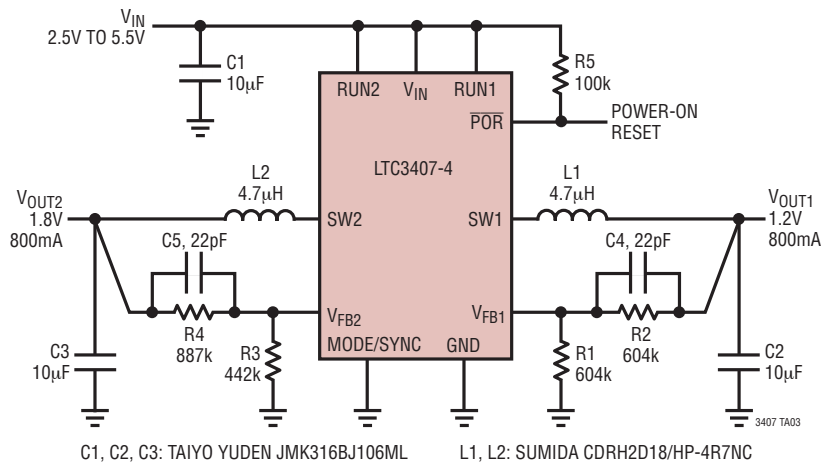 VIN
2.5V TO 5.5V
C1
10µF
R5
100k
RUN2
VIN
RUN1
POR
POWER-ON
RESET
LTC3407-4
L2
4.7µH
L1
4.7µH
VOUT2
1.8V
800mA
SW2
SW1
VOUT1
1.2V
800mA
C5, 22pF
C4, 22pF
VFB2
VFB1
R4
887k
R3
442k
MODE/SYNC
GND
R1
604k
R2
604k
C3
10µF
C2
10µF
3407 TA03
C1, C2, C3: TAIYO YUDEN JMK316BJ106ML
L1, L2: SUMIDA CDRH2D18/HP-4R7NC